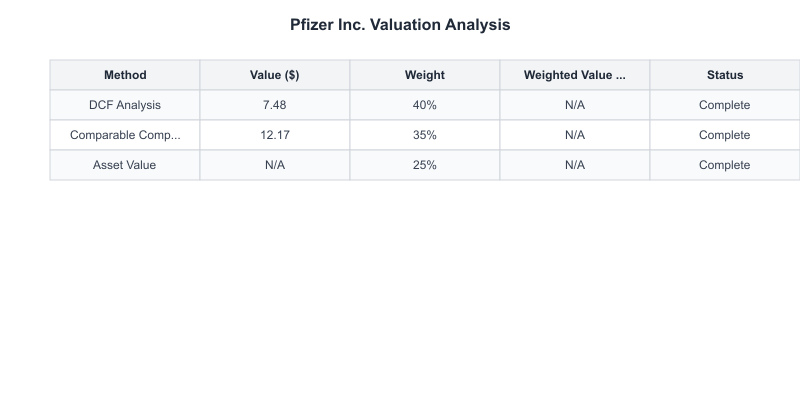 Pfizer Inc. Valuation Analysis
Method Value ($) Weight Weighted Value ... Status
DCF Analysis 7.48 40% N/A Complete
Comparable Comp... 12.17 35% N/A Complete
Asset Value N/A 25% N/A Complete